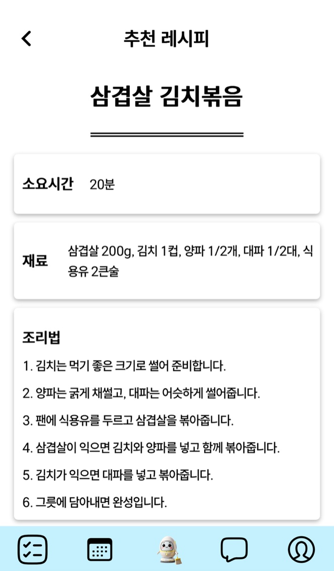 추천 레시피
삼겹살 김치볶음
소요시간 20분
재료 삼겹살 200g, 김치 1컵, 양파 1/2개, 대파 1/2대, 식
용유 2큰술
조리법
1. 김치는 먹기 좋은 크기로 썰어 준비합니다.
2. 양파는 굵게 채썰고, 대파는 어슷하게 썰어줍니다.
3. 팬에 식용유를 두르고 삼겹살을 볶아줍니다.
4. 삼겹살이 익으면 김치와 양파를 넣고 함께 볶아줍니다.
5. 김치가 익으면 대파를 넣고 볶아줍니다.
6. 그릇에 담아내면 완성입니다.